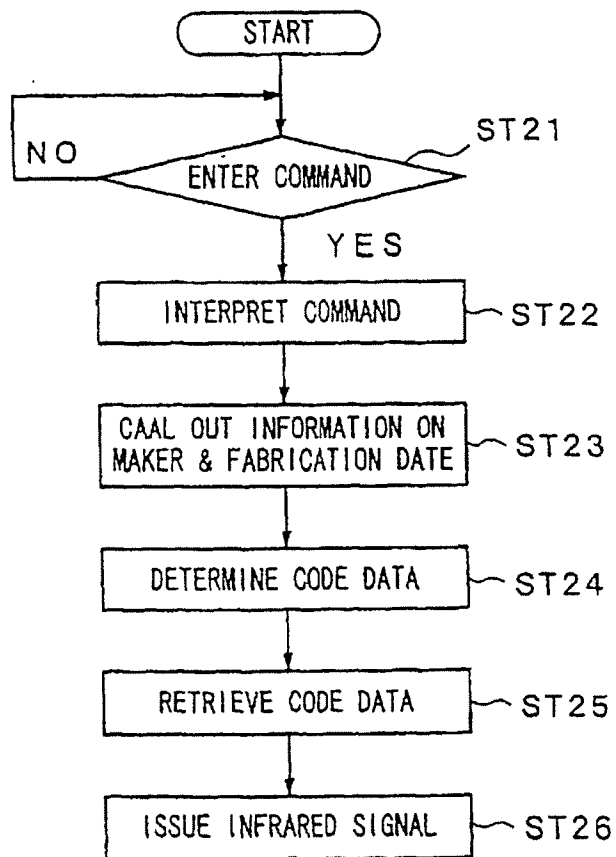 START
ST21
NO
ENTER COMMAND
YES
INTERPRET COMMAND
ST22
CAAL OUT INFORMATION ON
MAKER & FABRICATION DATE
ST23
DETERMINE CODE DATA
ST24
RETRIEVE CODE DATA
ST25
ISSUE INFRARED SIGNAL
ST26